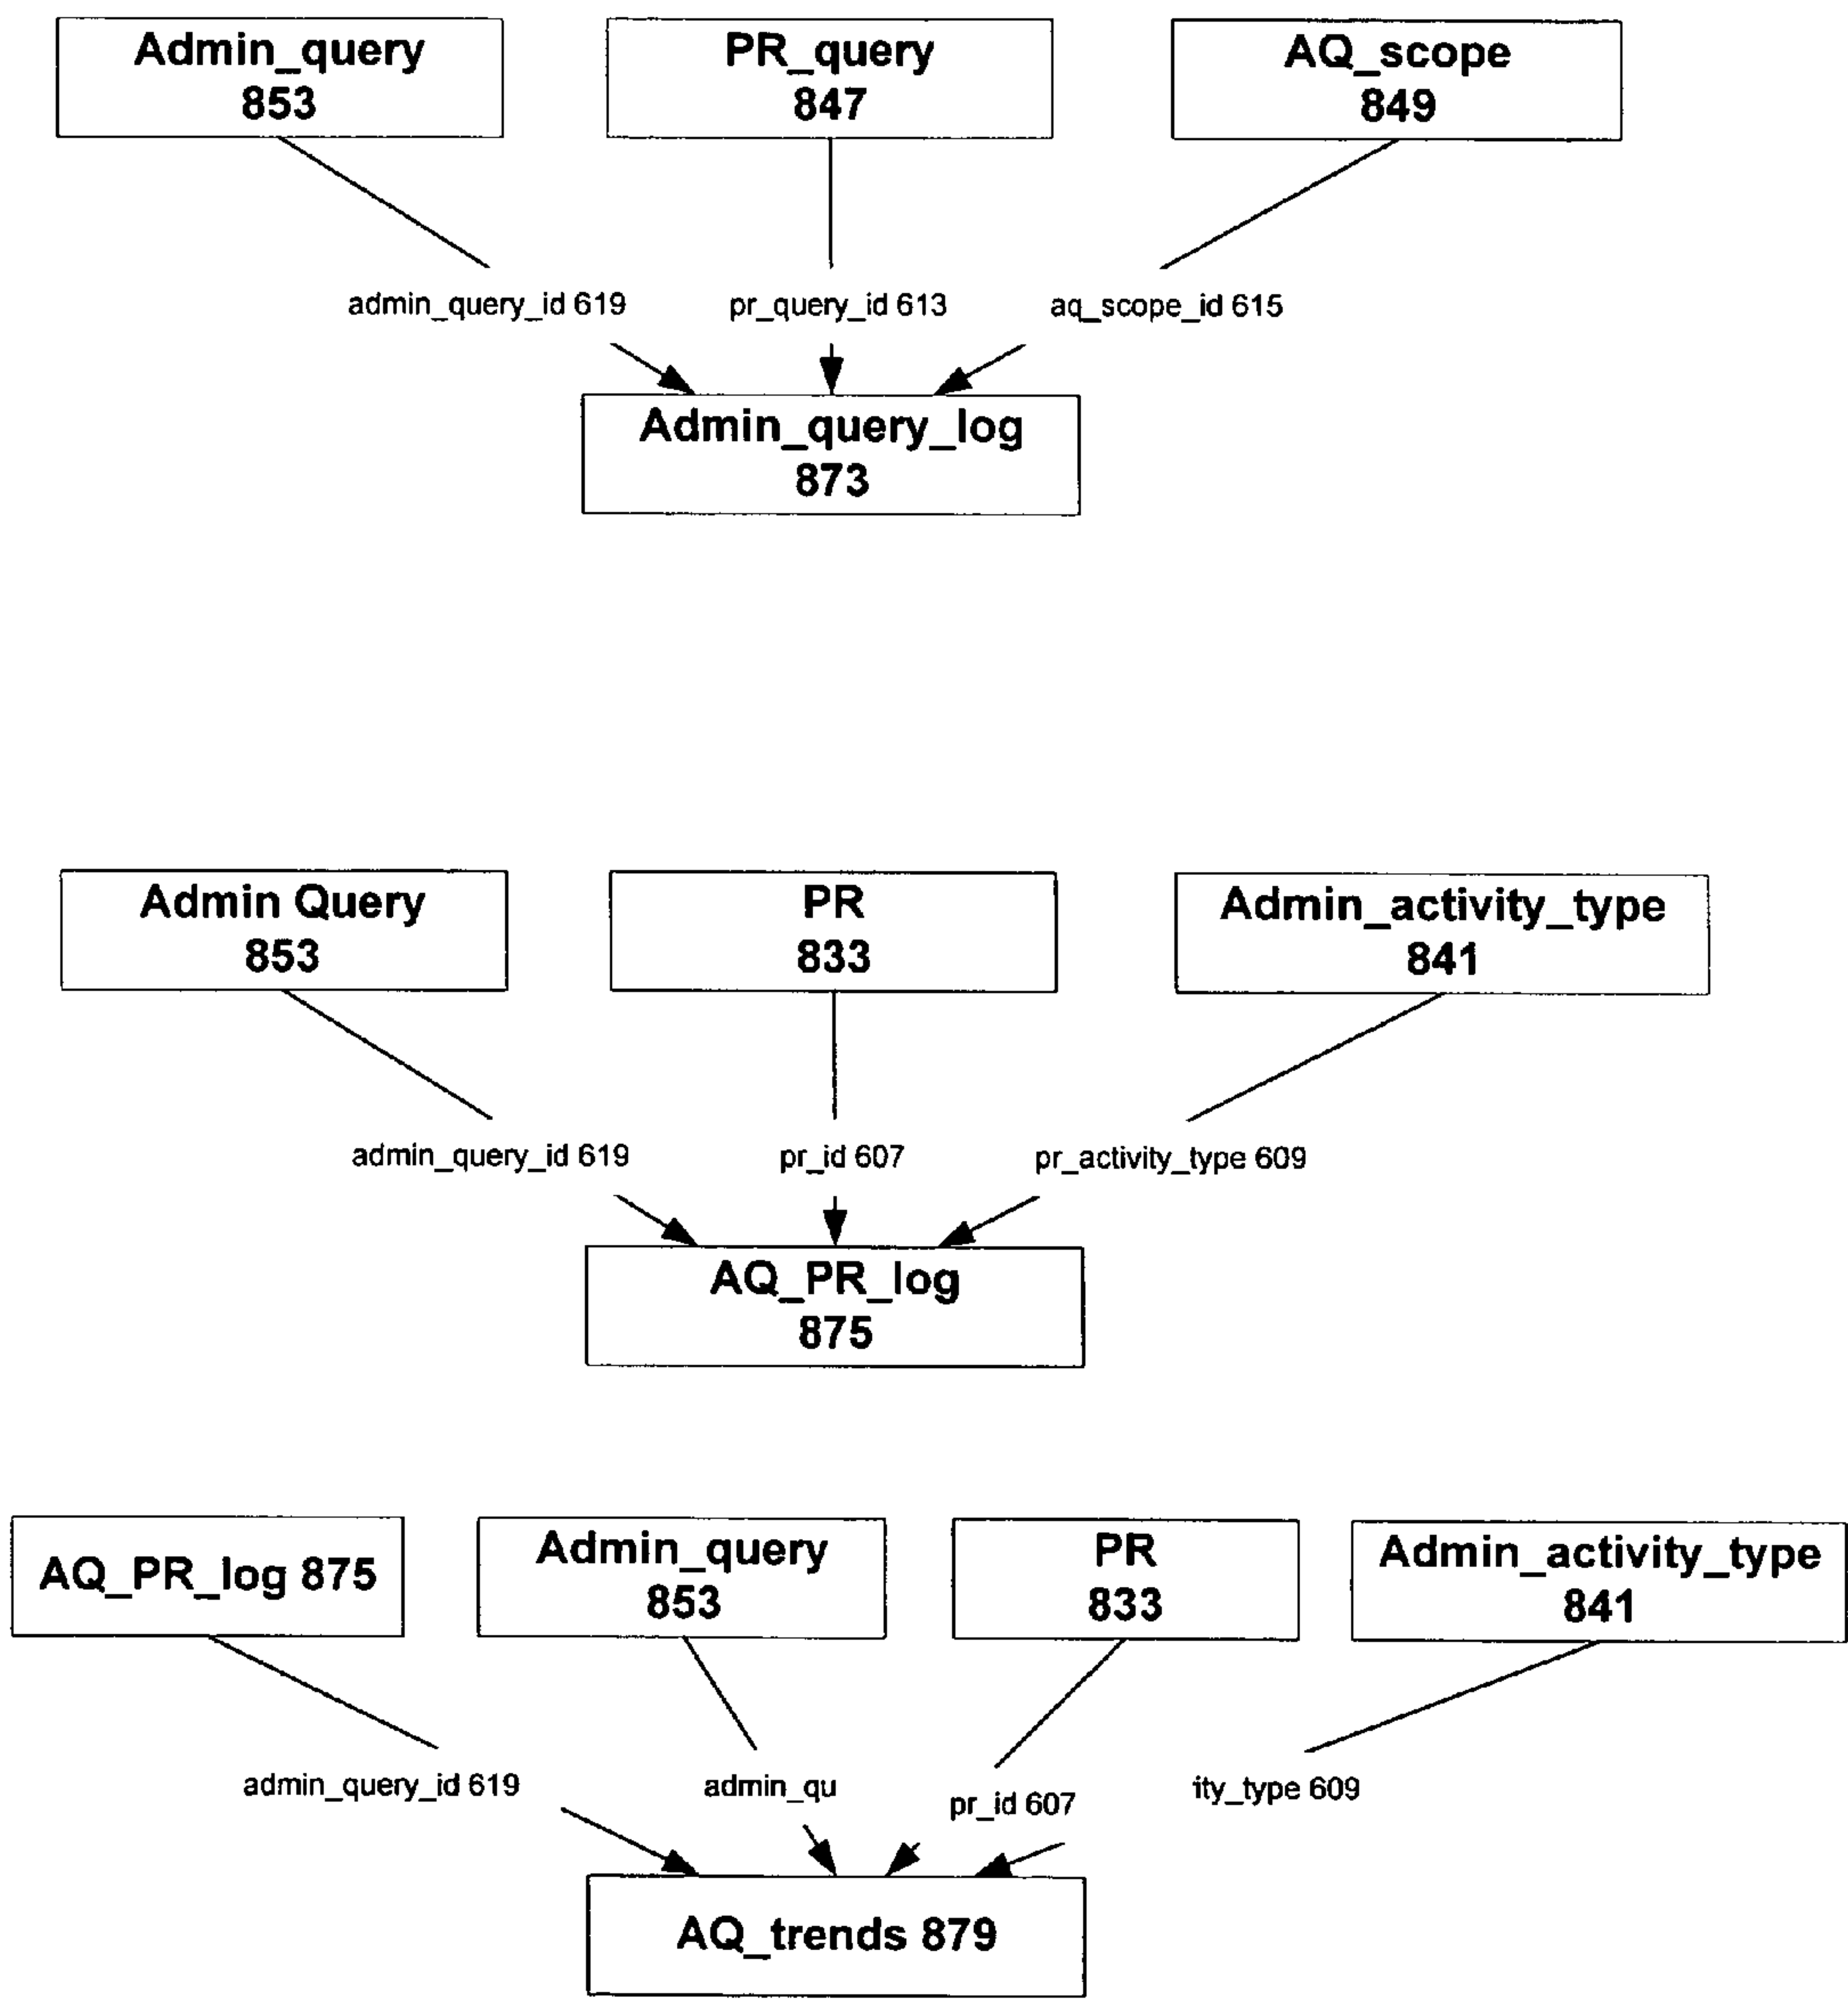 Admin_query
853
PR_query
847
AQ_scope
849
admin_query_id 619
pr_query_id 613
aq_scope_id 615
Admin_query_log
873
Admin Query
853
PR
833
Admin_activity_type
841
admin_query_id 619
pr_id 607
pr_activity_type 609
AQ_PR_log
875
AQ_PR_log 875
Admin_query
853
PR
833
Admin_activity_type
841
admin_query_id 619
admin_qu
pr_id 607
ity_type 609
AQ_trends 879